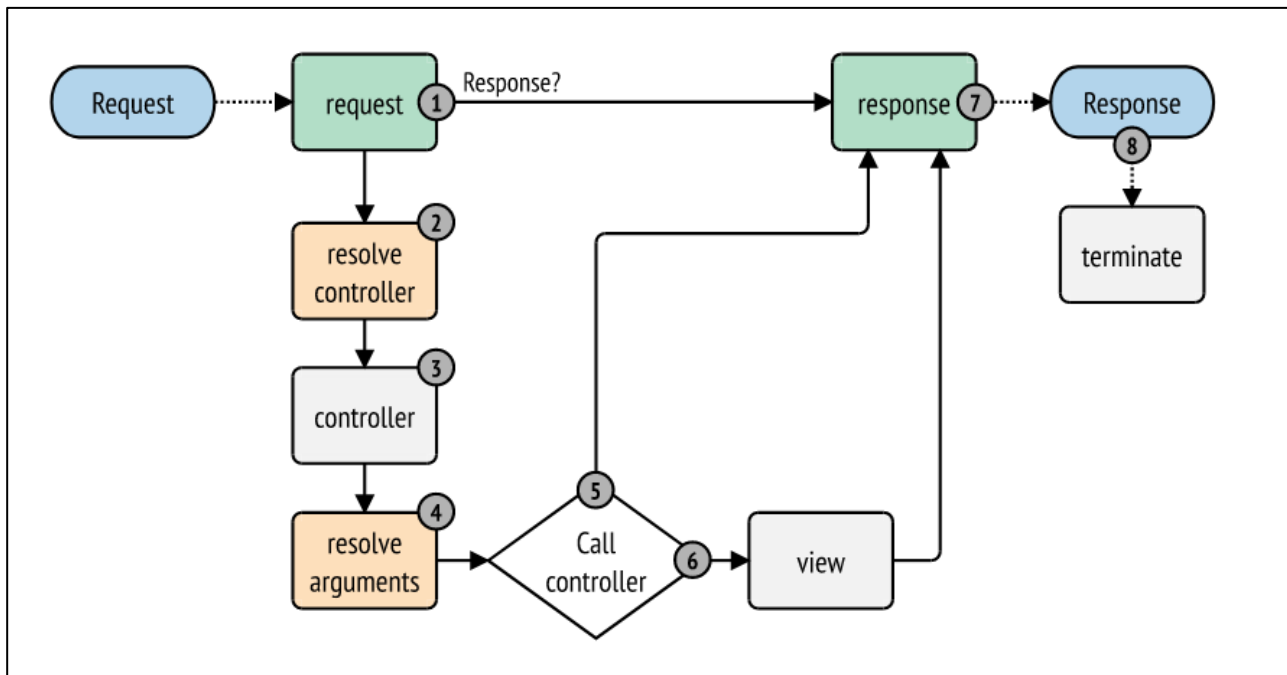 Request
request
1
Response?
response
7
Response
8
terminate
2
resolve
controller
3
controller
4
resolve
arguments
5
Call
controller
6
view